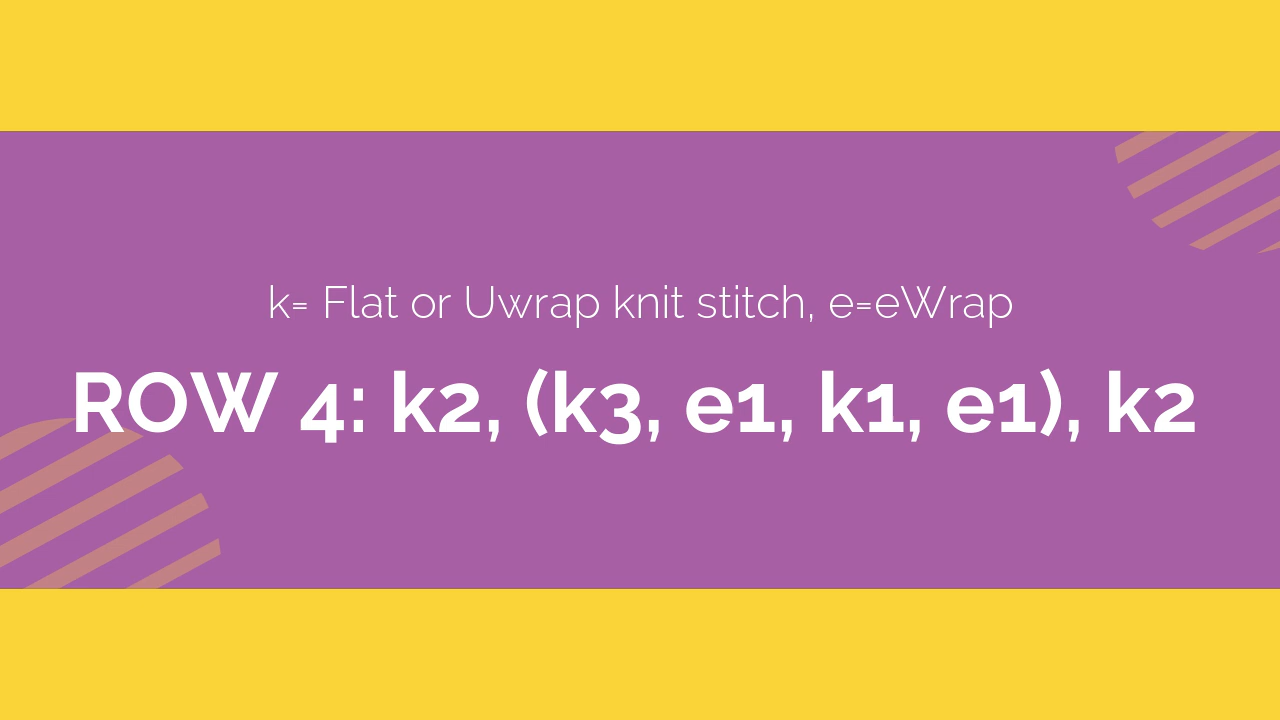 k= Flat or Uwrap knit stitch, e=eWrap
ROW 4: k2, (k3, e1, k1, e1), k2